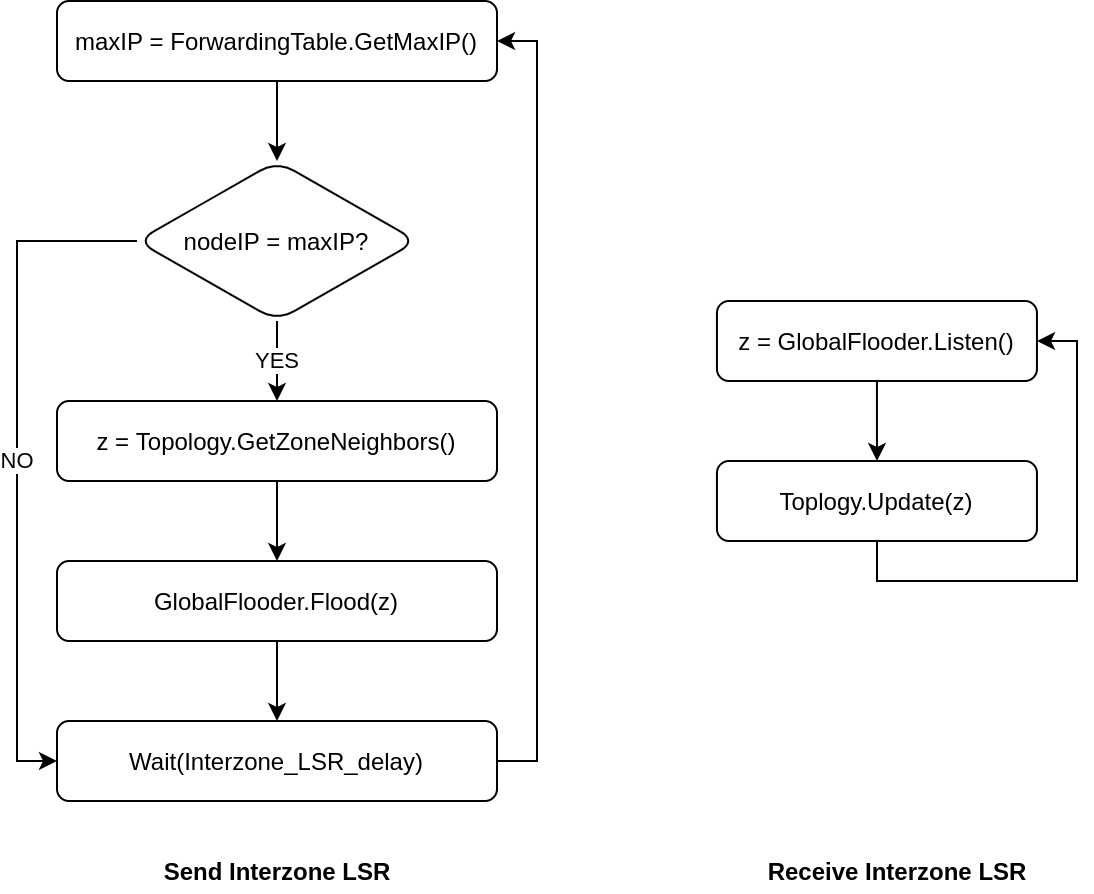 maxIP = ForwardingTable.GetMaxIP()
nodeIP = maxIP?
YES
z = Topology.GetZoneNeighbors()
NO
GlobalFlooder.Flood(z)
Wait(Interzone_LSR_delay)
Send Interzone LSR
z = GlobalFlooder.Listen()
Toplogy.Update(z)
Receive Interzone LSR